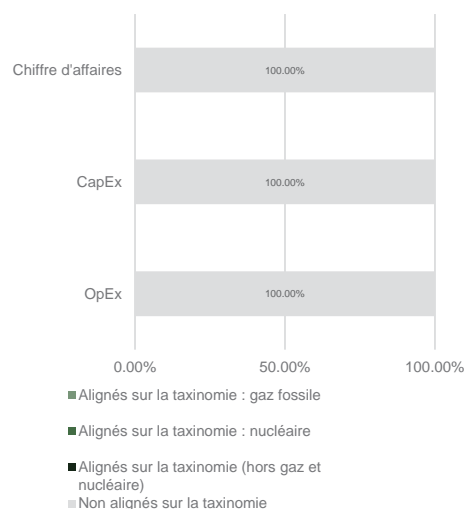 Chiffre d'affaires
100.00%
CapEx
100.00%
OpEx
100.00%
0.00% 50.00% 100.00%
Alignés sur la taxinomie : gaz fossile
Alignés sur la taxinomie : nucléaire
Alignés sur la taxinomie (hors gaz et
nucléaire)
Non alignés sur la taxinomie